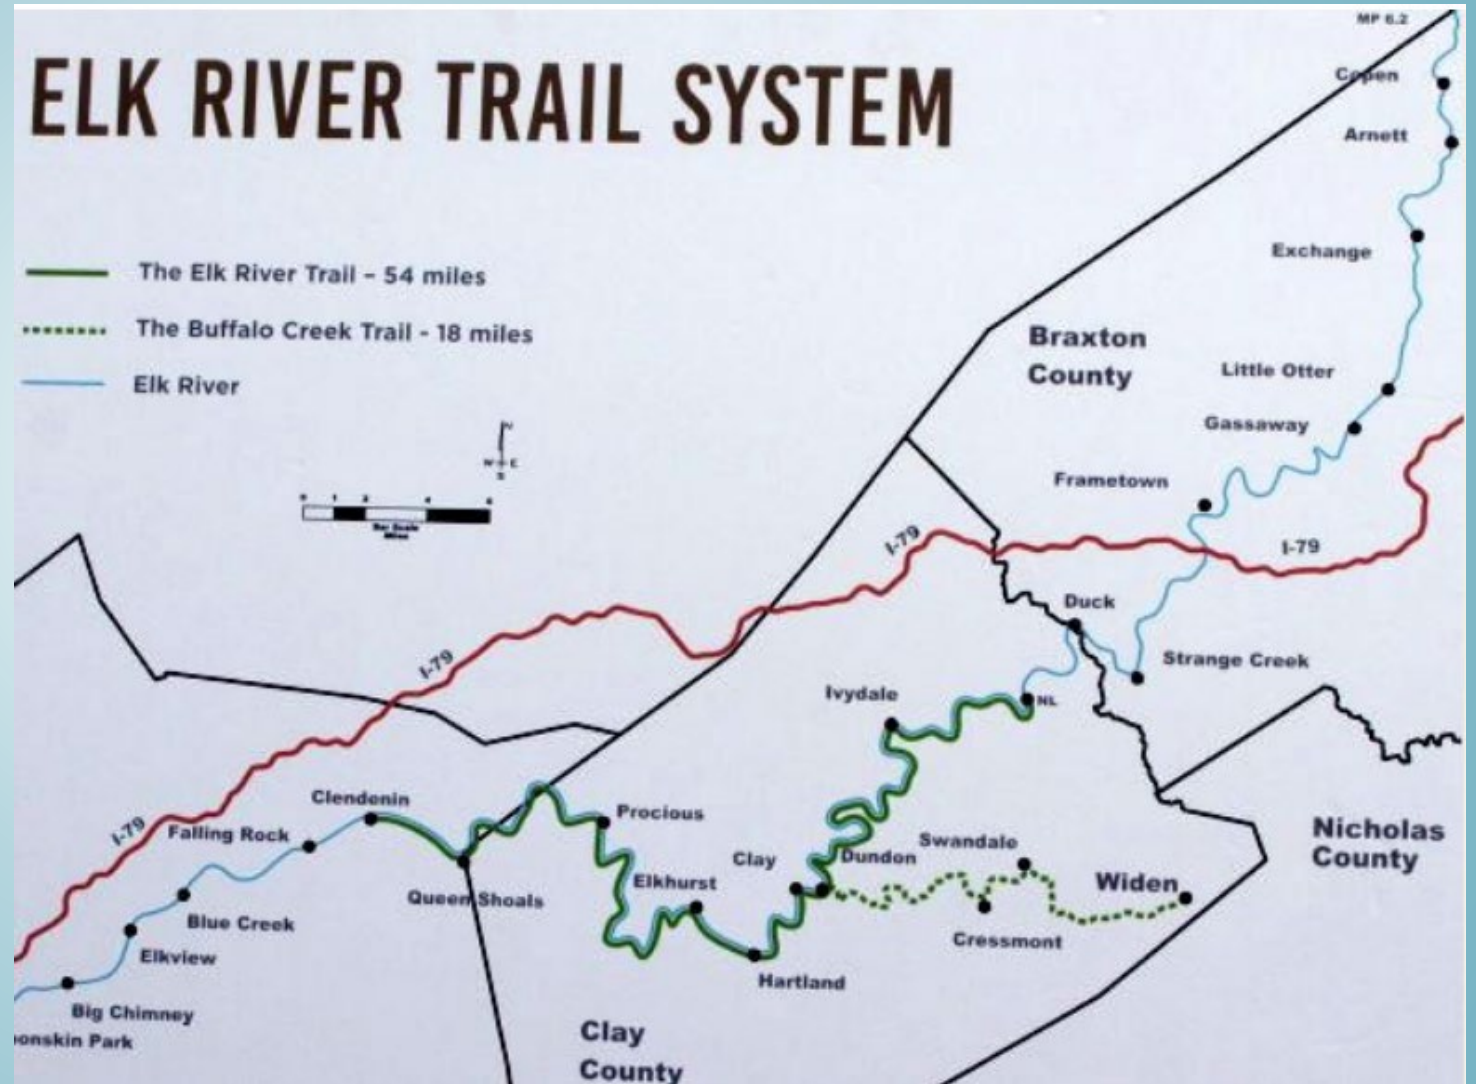 MP 6.2
ELK RIVER TRAIL SYSTEM
Copen
Arnett
Exchange
The Elk River Trail – 54 miles
The Buffalo Creek Trail - 18 miles
Elk River
Braxton
County
Little Otter
Gassaway
Frametown
N
E
S
Bar Scale
Miles
I-79
I-79
Duck
Strange Creek
I-79
Ivydale
NL
Clendenin
Procious
I-79
Falling Rock
Nicholas
County
Swandale
Clay
Dundon
Elkhurst
Widen
Queen Shoals
Blue Creek
Cressmont
Elkview
Hartland
Big Chimney
Park
Clay
County